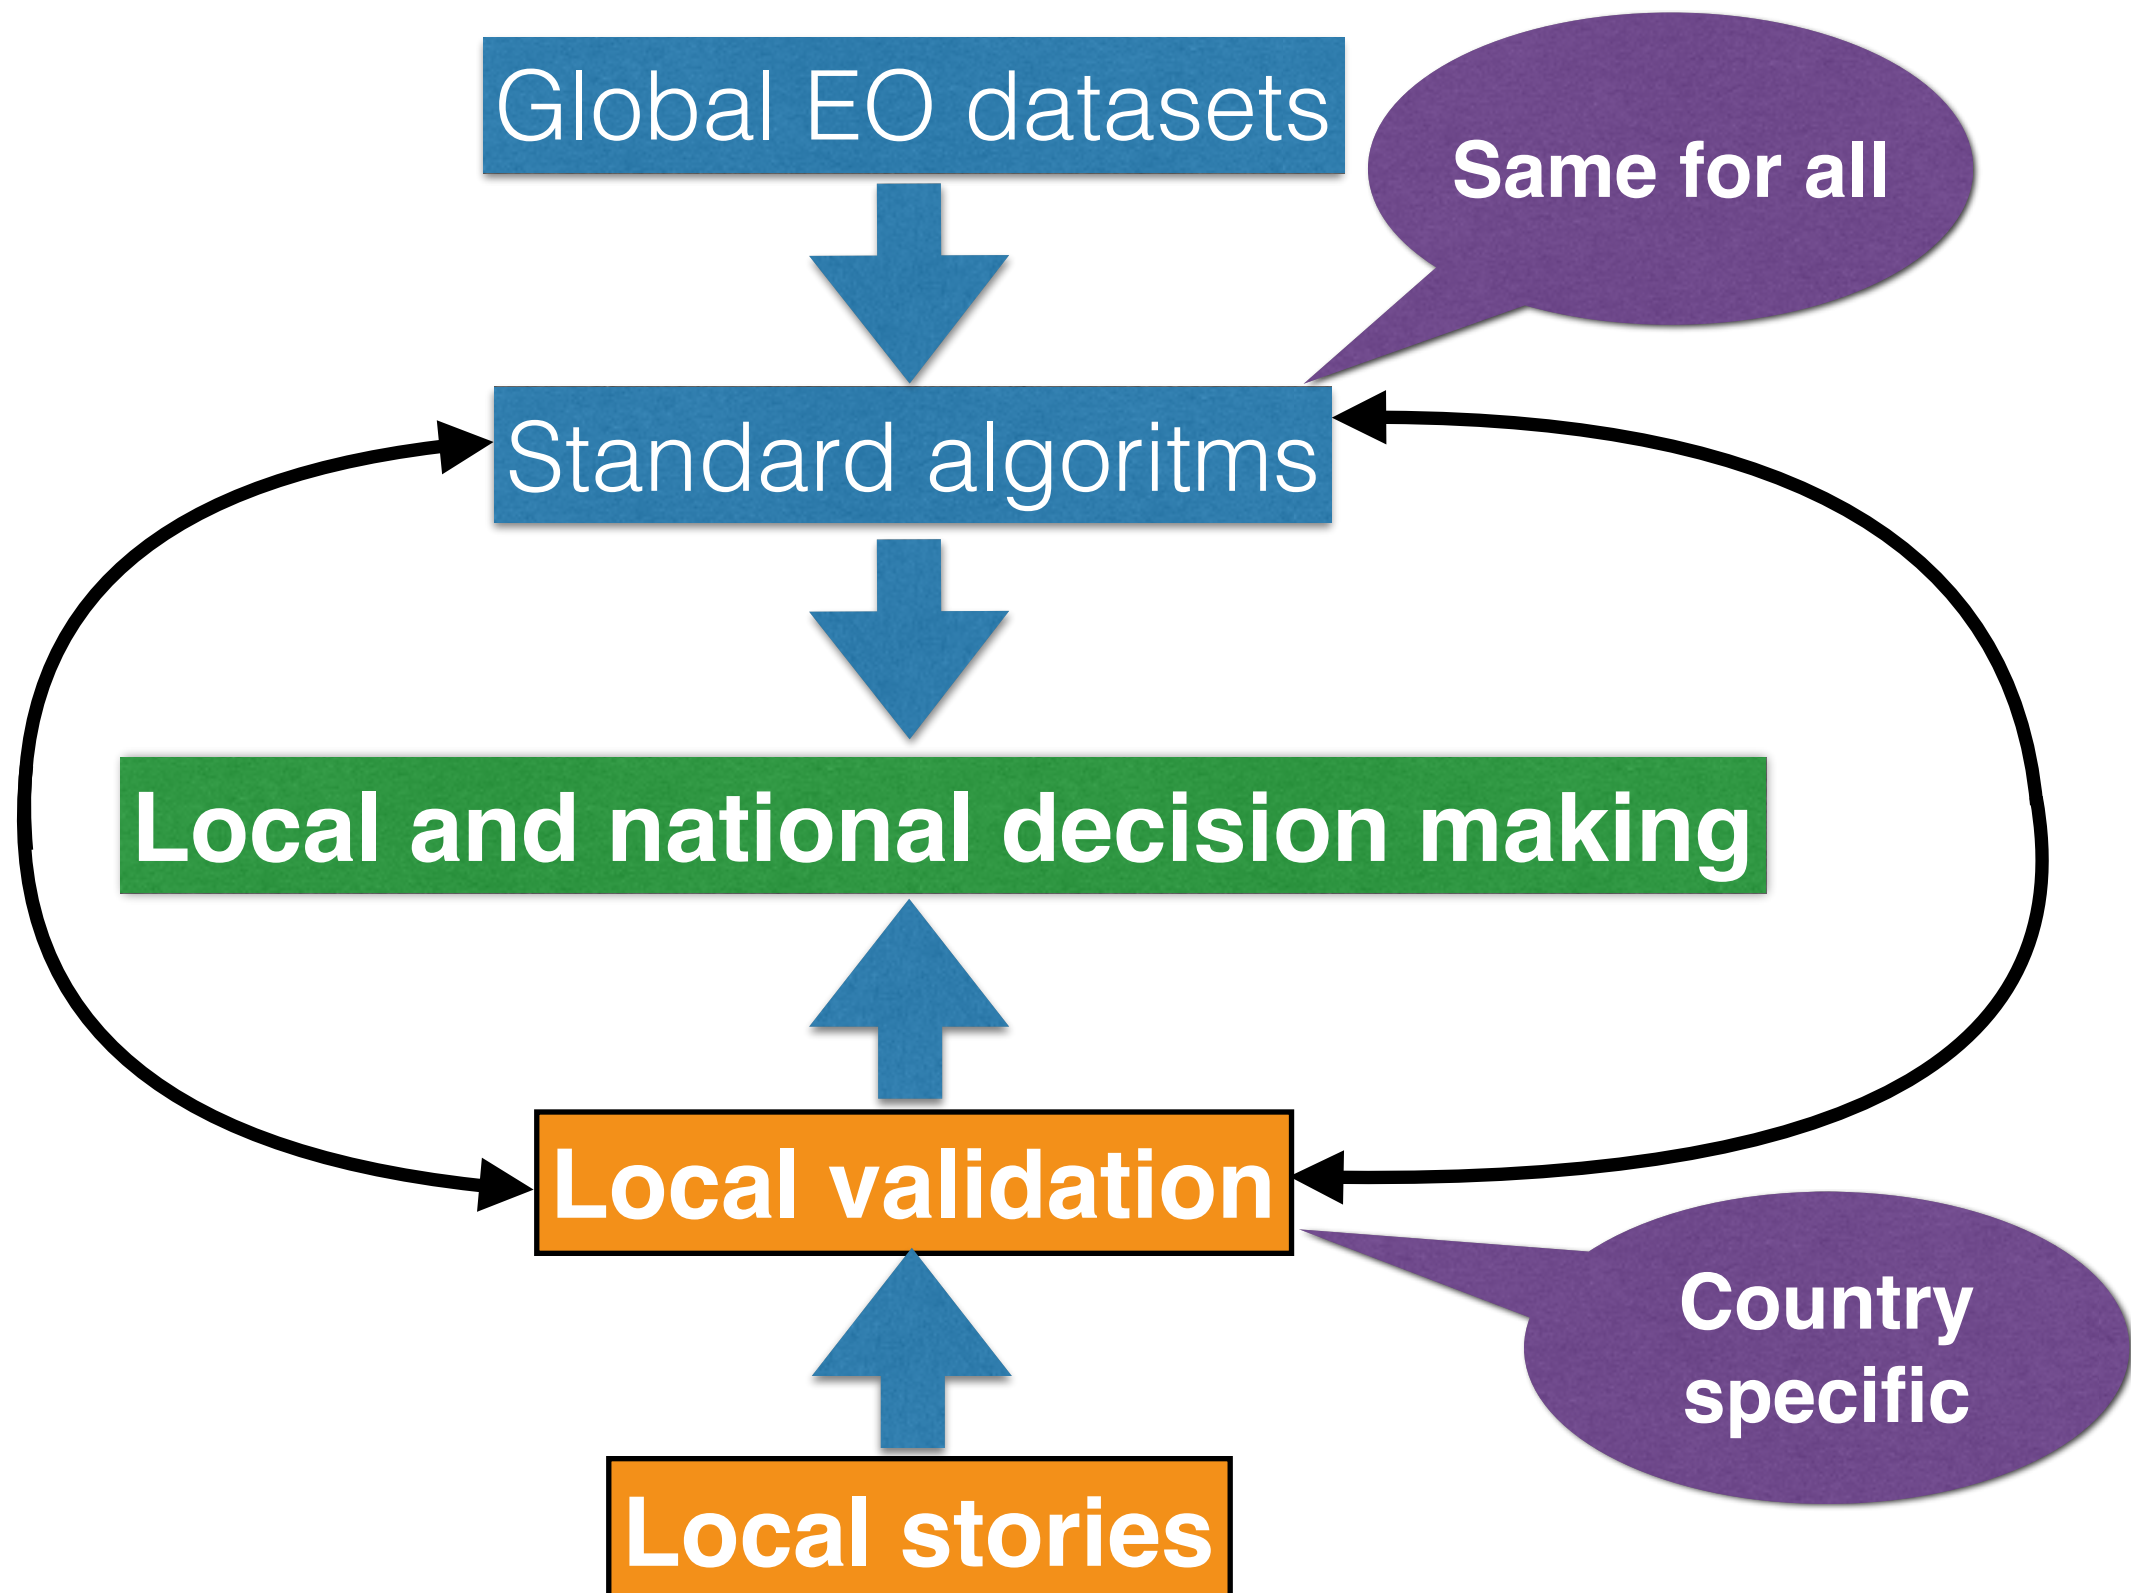 Global EO datasets
Same for all
Standard algoritms
Local and national decision making
Local validation
Country
specific
Local stories